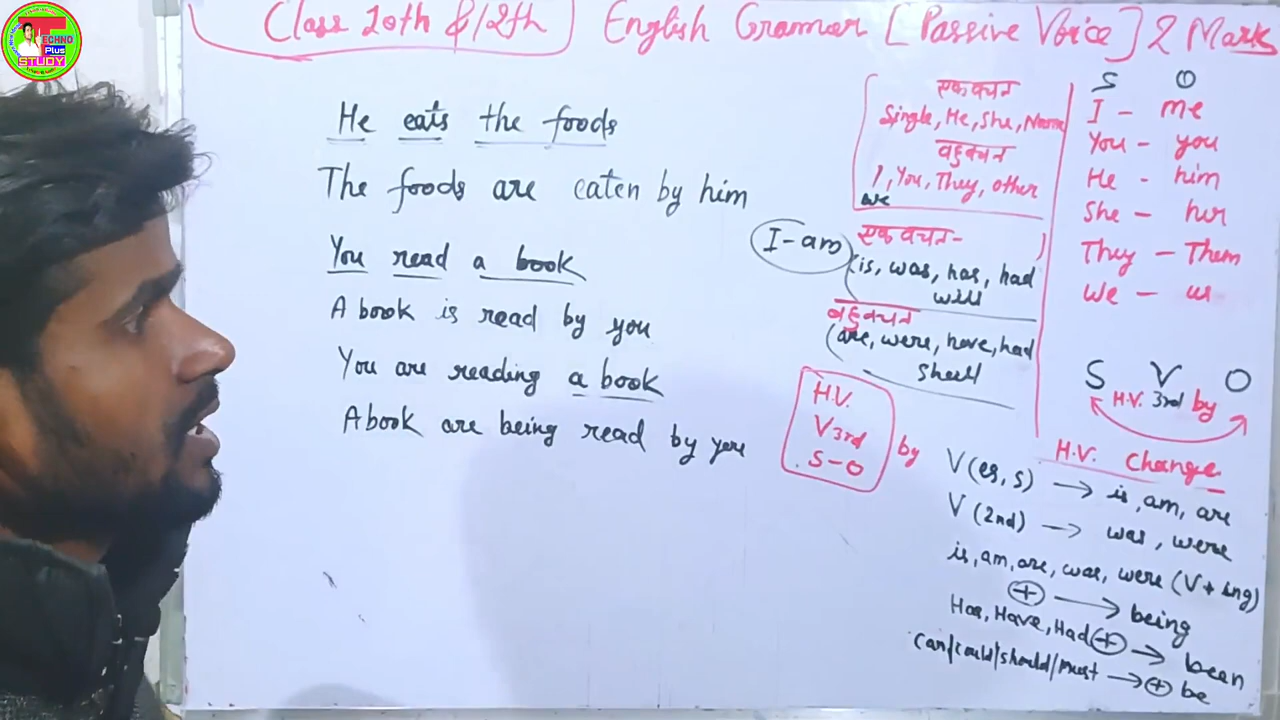 Class 10th & 12th English Grammar [Passive Voice] 2 Mark
TECHNO
Plus
STUDY
He eats the foods
The foods are eaten by him
You read a book
A book is read by you
You are reading a book
A book are being read by you
एकवचन
Single, He, She, Name
बहुवचन
I, You, They, other
we
I-am
एकवचन-
(is, was, has, had
will
बहुवचन
(are, were, have, had
shall
H.V.
V 3rd
S-O
by
S O
I - me
You - you
He - him
She - her
They - Them
We - us
S V O
H.V. 3rd by
H.V. Change
V (es, s) → is, am, are
V (2nd) → was, were
is, am, are, was, were (V+ing)
+ → being
Has, Have, Had + → been
can/could/should/must → + be